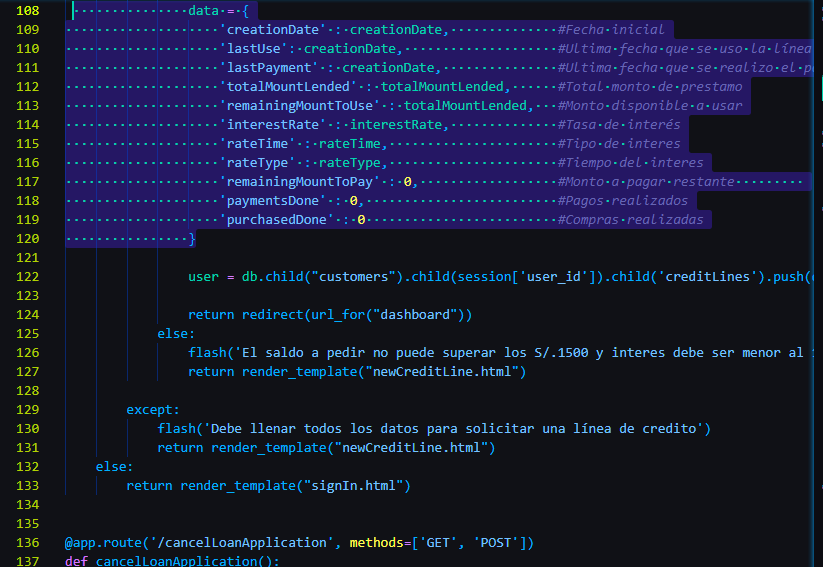 108 data = {
109 'creationDate' : creationDate, #Fecha inicial
110 'lastUse' : creationDate, #Ultima fecha que se uso la línea
111 'lastPayment' : creationDate, #Ultima fecha que se realizo el
112 'totalMountLended' : totalMountLended, #Total monto de prestamo
113 'remainingMountToUse' : totalMountLended, #Monto disponible a usar
114 'interestRate' : interestRate, #Tasa de interés
115 'rateTime' : rateTime, #Tipo de interes
116 'rateType' : rateType, #Tiempo del interes
117 'remainingMountToPay' : 0, #Monto a pagar restante
118 'paymentsDone' : 0, #Pagos realizados
119 'purchasedDone' : 0 #Compras realizadas
120 }
121
122 user = db.child("customers").child(session['user_id']).child('creditLines').push(
123
124 return redirect(url_for("dashboard"))
125 else:
126 flash('El saldo a pedir no puede superar los S/.1500 y interes debe ser menor al
127 return render_template("newCreditLine.html")
128
129 except:
130 flash('Debe llenar todos los datos para solicitar una línea de credito')
131 return render_template("newCreditLine.html")
132 else:
133 return render_template("signIn.html")
134
135
136 @app.route('/cancelLoanApplication', methods=['GET', 'POST'])
137 def cancelLoanApplication():